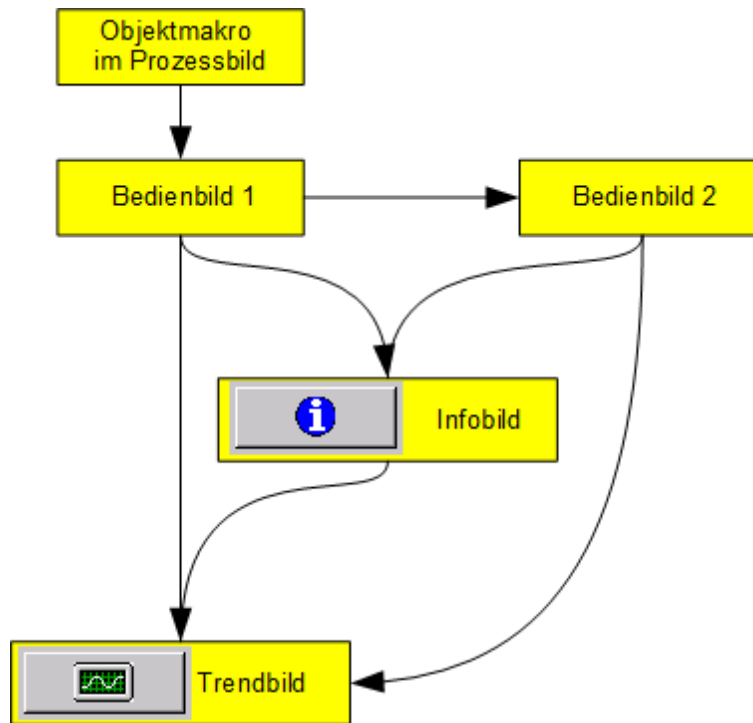 Objektmakro
im Prozessbild
Bedienbild 1
Bedienbild 2
Infobild
Trendbild